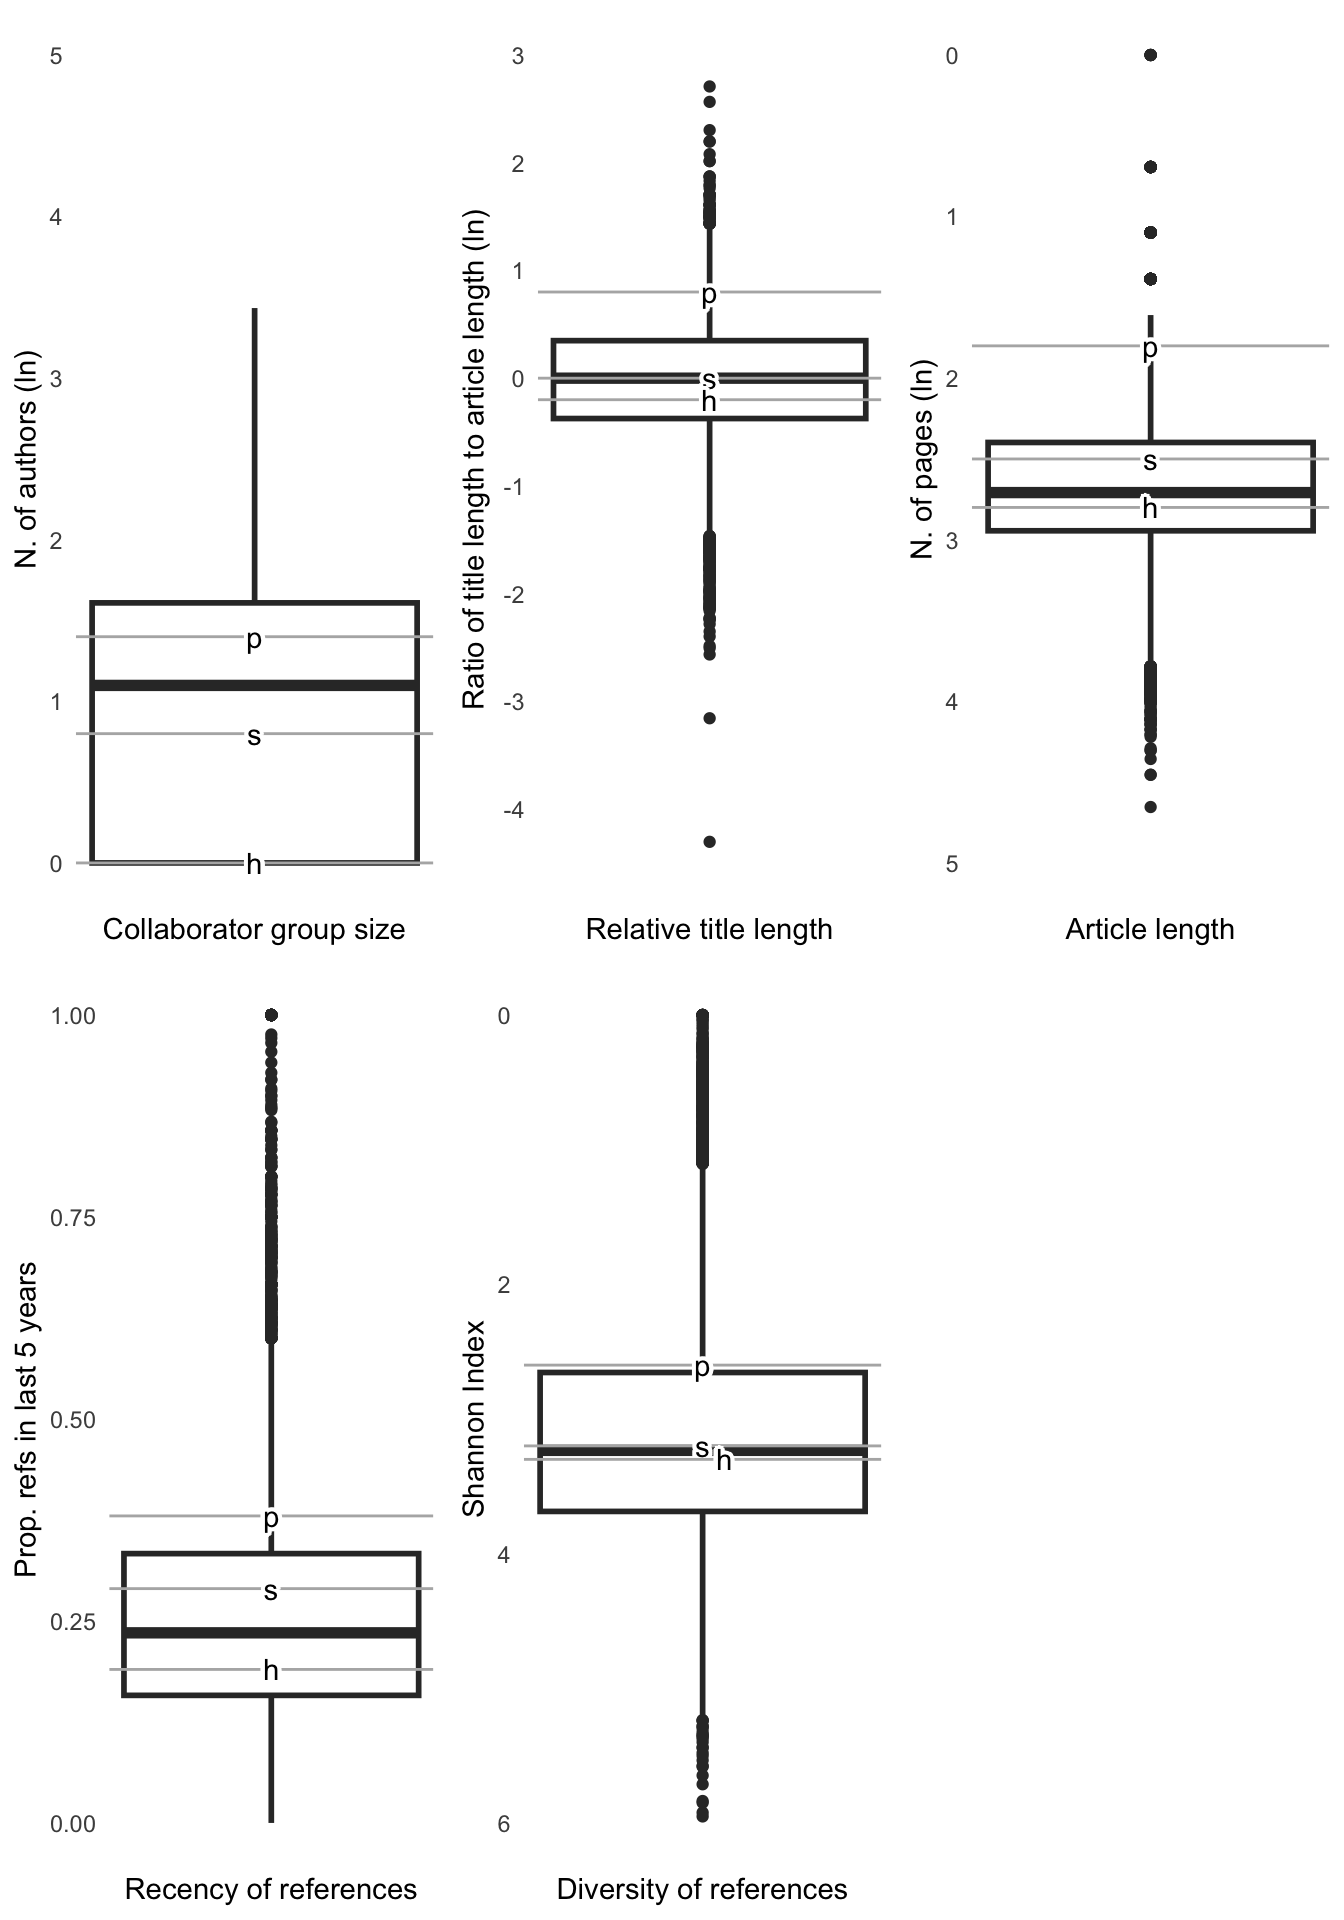 N. of authors (ln)
5
4
3
2
1
0
p
s
h
Collaborator group size
Ratio of title length to article length (ln)
3
2
1
0
-1
-2
-3
-4
p
s
h
Relative title length
N. of pages (ln)
0
1
2
3
4
5
p
s
h
Article length
Prop. refs in last 5 years
1.00
0.75
0.50
0.25
0.00
p
s
h
Recency of references
Shannon Index
0
2
4
6
p
s
h
Diversity of references